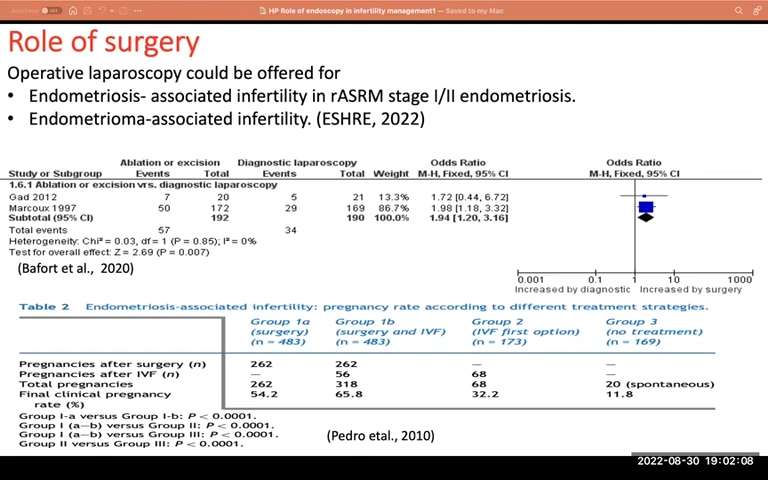 AutoSave OFF
HP Role of endoscopy in infertility management1 — Saved to my Mac
Role of surgery
Operative laparoscopy could be offered for
• Endometriosis- associated infertility in rASRM stage I/II endometriosis.
• Endometrioma-associated infertility. (ESHRE, 2022)
Ablation or excision Diagnostic laparoscopy Odds Ratio Odds Ratio
Study or Subgroup Events Total Events Total Weight M-H, Fixed, 95% CI M-H, Fixed, 95% CI
1.6.1 Ablation or excision vrs. diagnostic laparoscopy
Gad 2012 7 20 5 21 13.3% 1.72 [0.44, 6.72]
Marcoux 1997 50 172 29 169 86.7% 1.98 [1.18, 3.32]
Subtotal (95% CI) 192 190 100.0% 1.94 [1.20, 3.16]
Total events 57 34
Heterogeneity: Chi² = 0.03, df = 1 (P = 0.85); I² = 0%
Test for overall effect: Z = 2.69 (P = 0.007)
(Bafort et al., 2020)
0.001 0.1 1 10 1000
Increased by diagnostic Increased by surgery
Table 2 Endometriosis-associated infertility: pregnancy rate according to different treatment strategies.
Group 1a Group 1b Group 2 Group 3
(surgery) (surgery and IVF) (IVF first option) (no treatment)
(n = 483) (n = 483) (n = 173) (n = 169)
Pregnancies after surgery (n) 262 262 — —
Pregnancies after IVF (n) — 56 68 —
Total pregnancies 262 318 68 20 (spontaneous)
Final clinical pregnancy 54.2 65.8 32.2 11.8
rate (%)
Group I-a versus Group I-b: P < 0.0001.
Group I (a—b) versus Group II: P < 0.0001.
Group I (a—b) versus Group III: P < 0.0001.
Group II versus Group III: P < 0.0001.
(Pedro etal., 2010)
2022-08-30 19:02:08